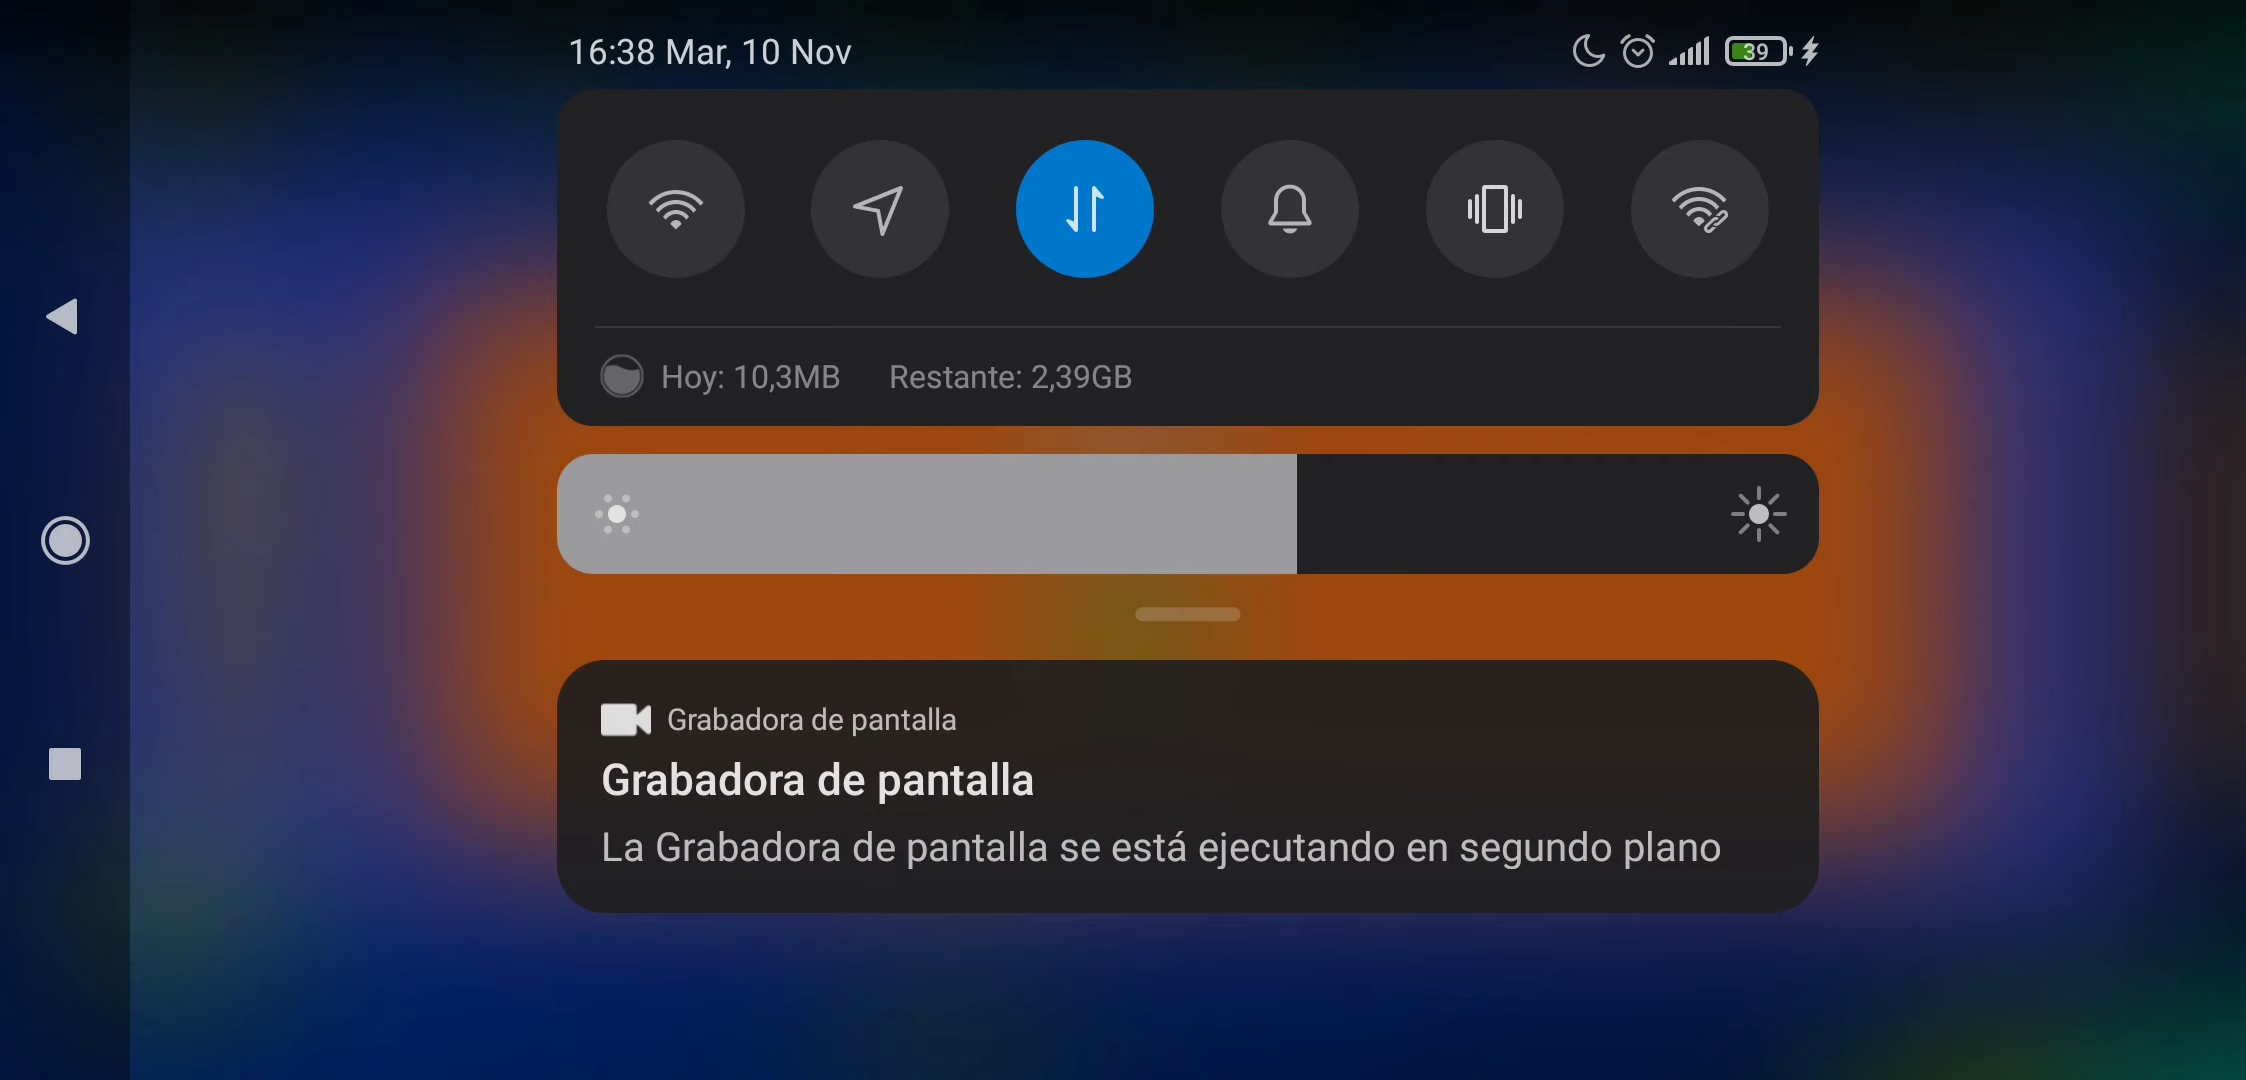 16:38 Mar, 10 Nov
39
Hoy: 10,3MB Restante: 2,39GB
Grabadora de pantalla
Grabadora de pantalla
La Grabadora de pantalla se está ejecutando en segundo plano